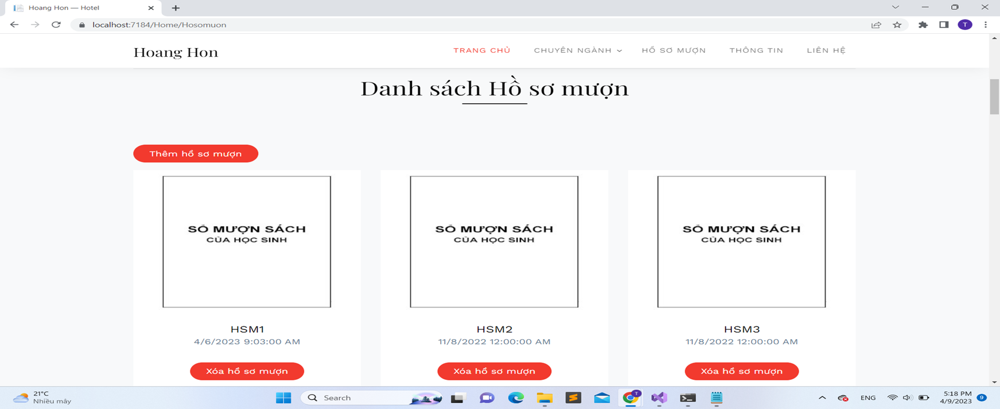 Hoang Hon — Hotel
localhost:7184/Home/Hosomuon
T
Hoang Hon
TRANG CHỦ
CHUYÊN NGÀNH
HỒ SƠ MƯỢN
THÔNG TIN
LIÊN HỆ
Danh sách Hồ sơ mượn
Thêm hồ sơ mượn
SỔ MƯỢN SÁCH
CỦA HỌC SINH
HSM1
4/6/2023 9:03:00 AM
Xóa hồ sơ mượn
SỔ MƯỢN SÁCH
CỦA HỌC SINH
HSM2
11/8/2022 12:00:00 AM
Xóa hồ sơ mượn
SỔ MƯỢN SÁCH
CỦA HỌC SINH
HSM3
11/8/2022 12:00:00 AM
Xóa hồ sơ mượn
21°C
Nhiều mây
Search
T
ENG
5:18 PM
4/9/2023
9